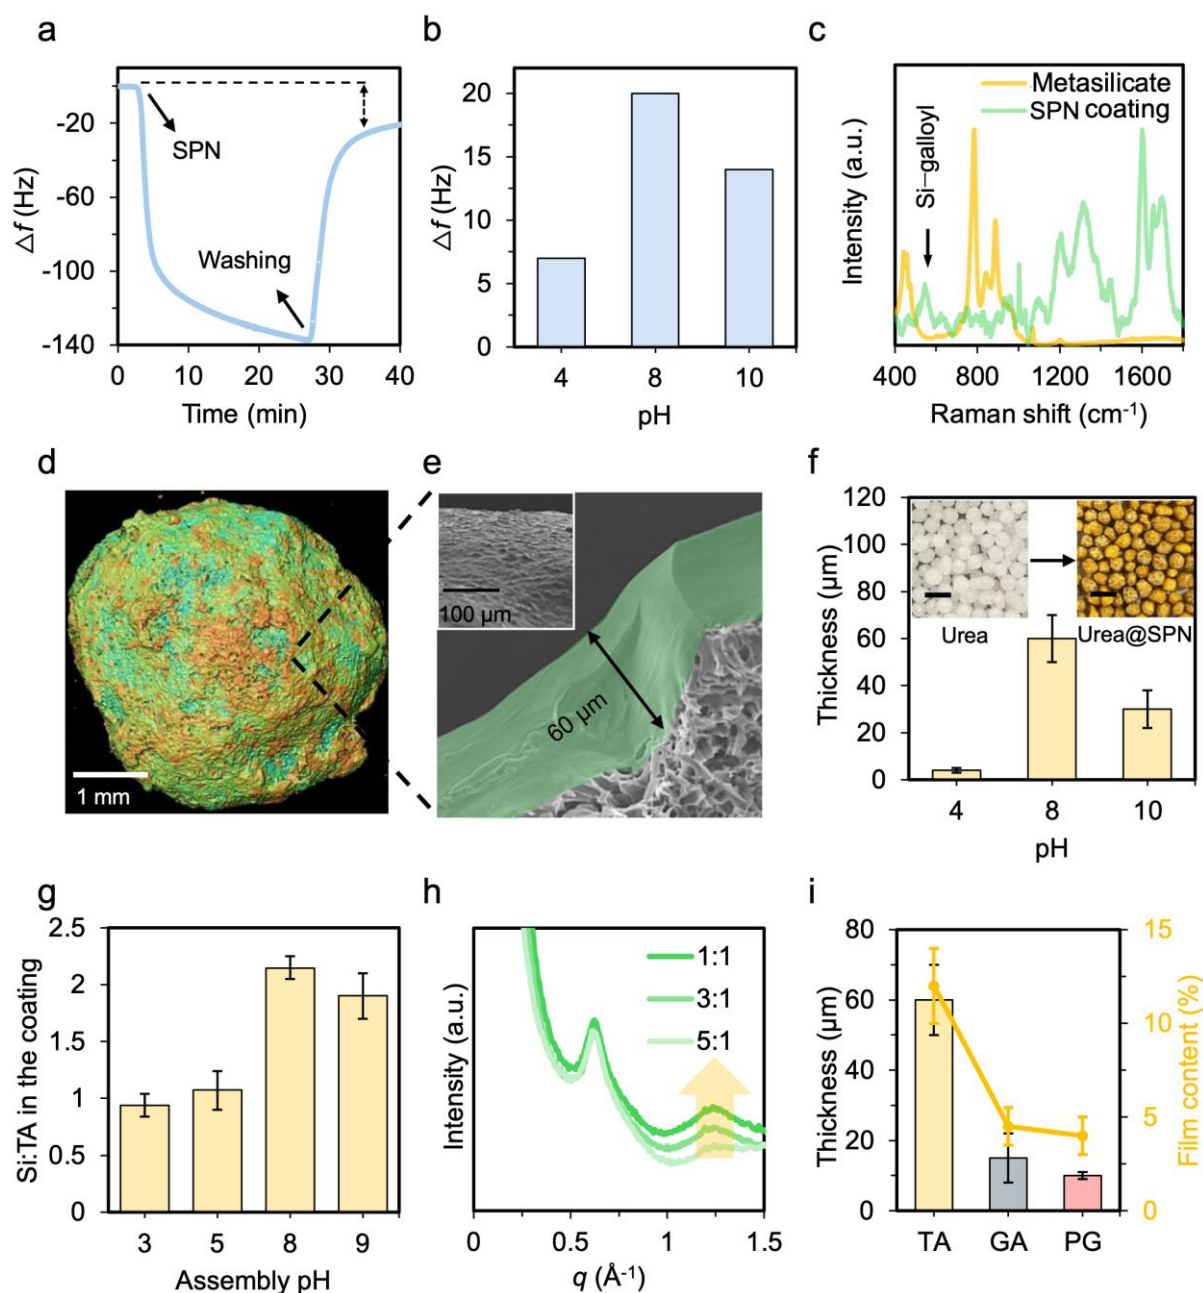 a
Δf (Hz)
-20
-60
-100
-140
SPN
Washing
0 10 20 30 40
Time (min)
b
Δf (Hz)
20
15
10
5
0
4 8 10
pH
c
Intensity (a.u.)
Metasilicate
SPN coating
Si–galloyl
400 800 1200 1600
Raman shift (cm⁻¹)
d
1 mm
e
100 μm
60 μm
f
Thickness (μm)
120
100
80
60
40
20
0
Urea
Urea@SPN
4 8 10
pH
g
Si:TA in the coating
2.5
2
1.5
1
0.5
0
3 5 8 9
Assembly pH
h
Intensity (a.u.)
1:1
3:1
5:1
0 0.5 1 1.5
q (Å⁻¹)
i
Thickness (μm)
80
60
40
20
0
TA GA PG
15
10
5
0
Film content (%)